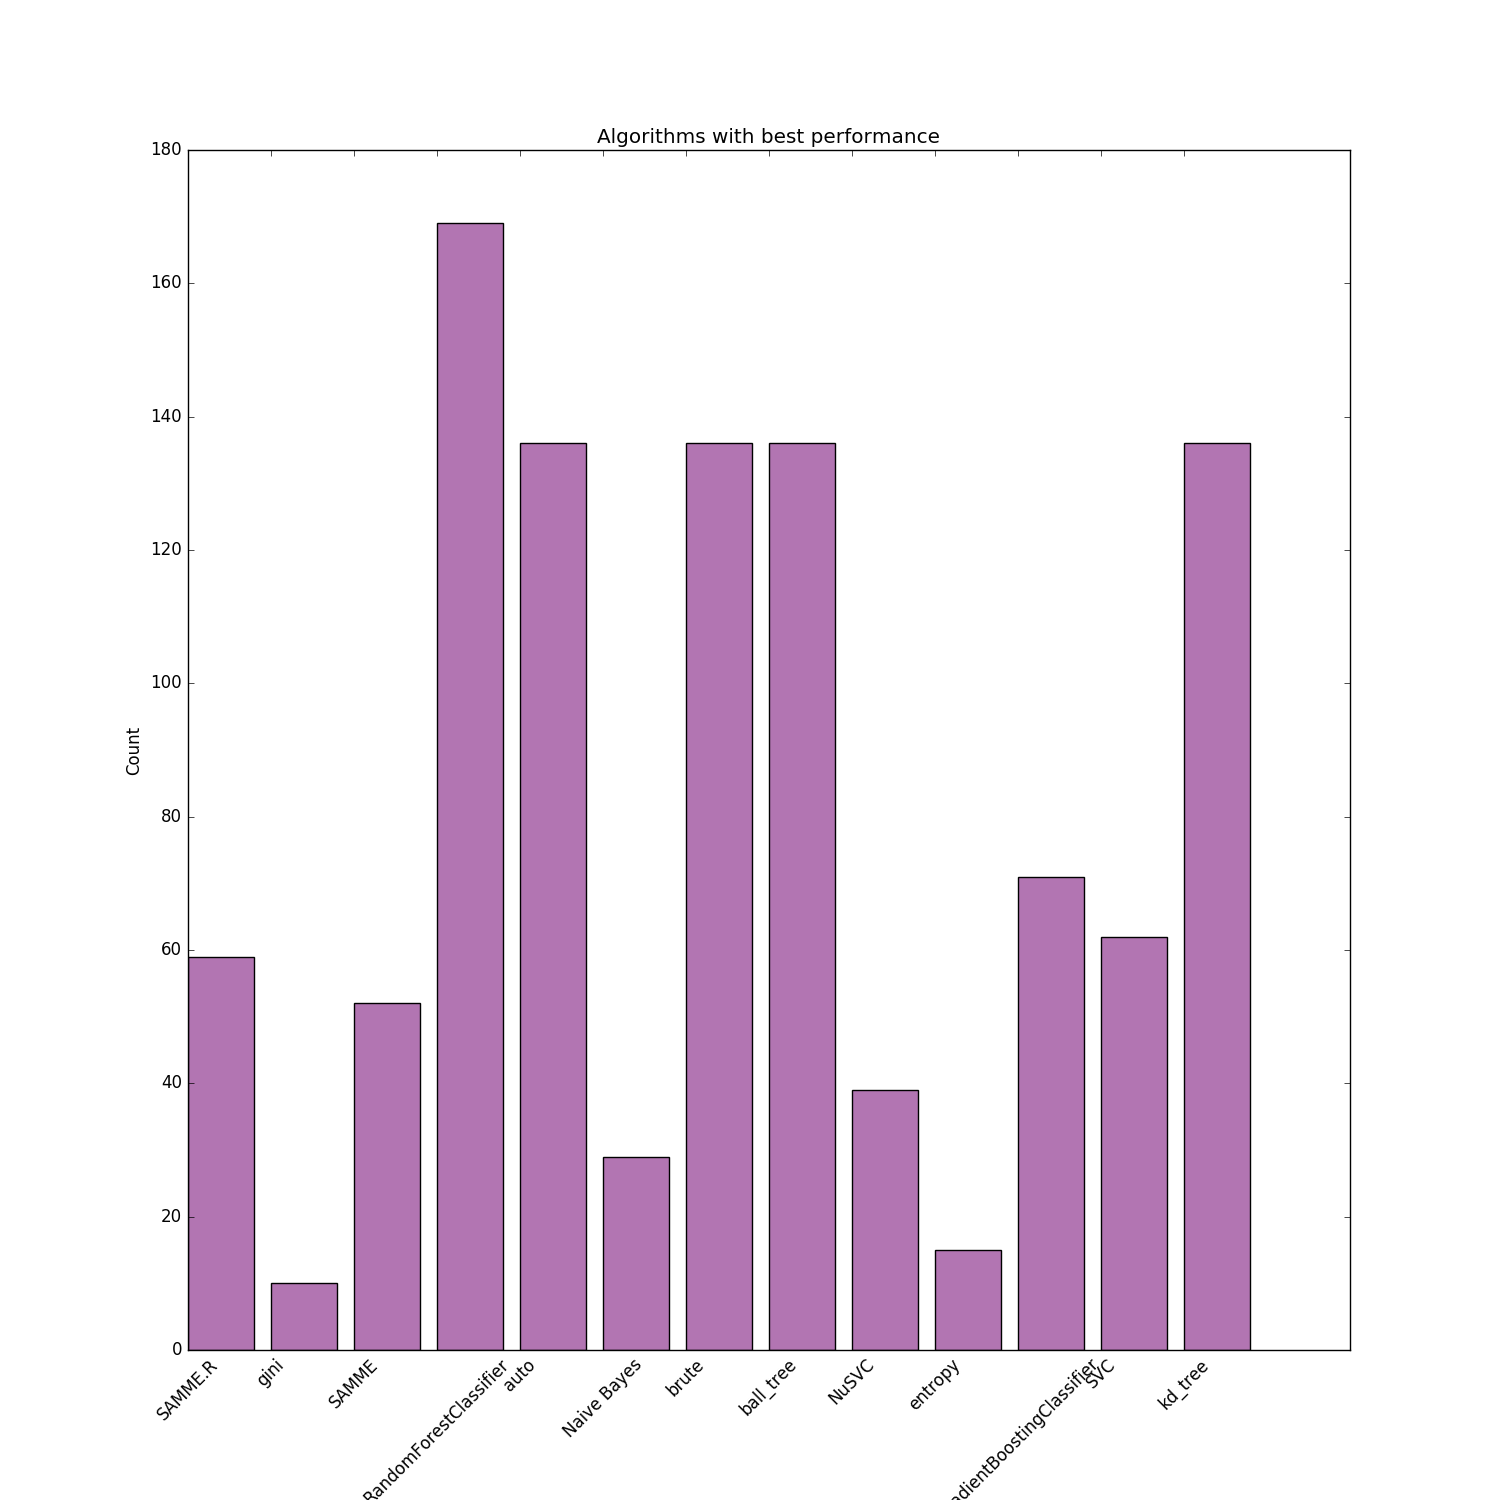 Algorithms with best performance
180
160
140
120
100
80
60
40
20
0
Count
SAMME.R
gini
SAMME
RandomForestClassifier
auto
Naive Bayes
brute
ball_tree
NuSVC
entropy
edientBoostingClassifier
SVC
kd_tree